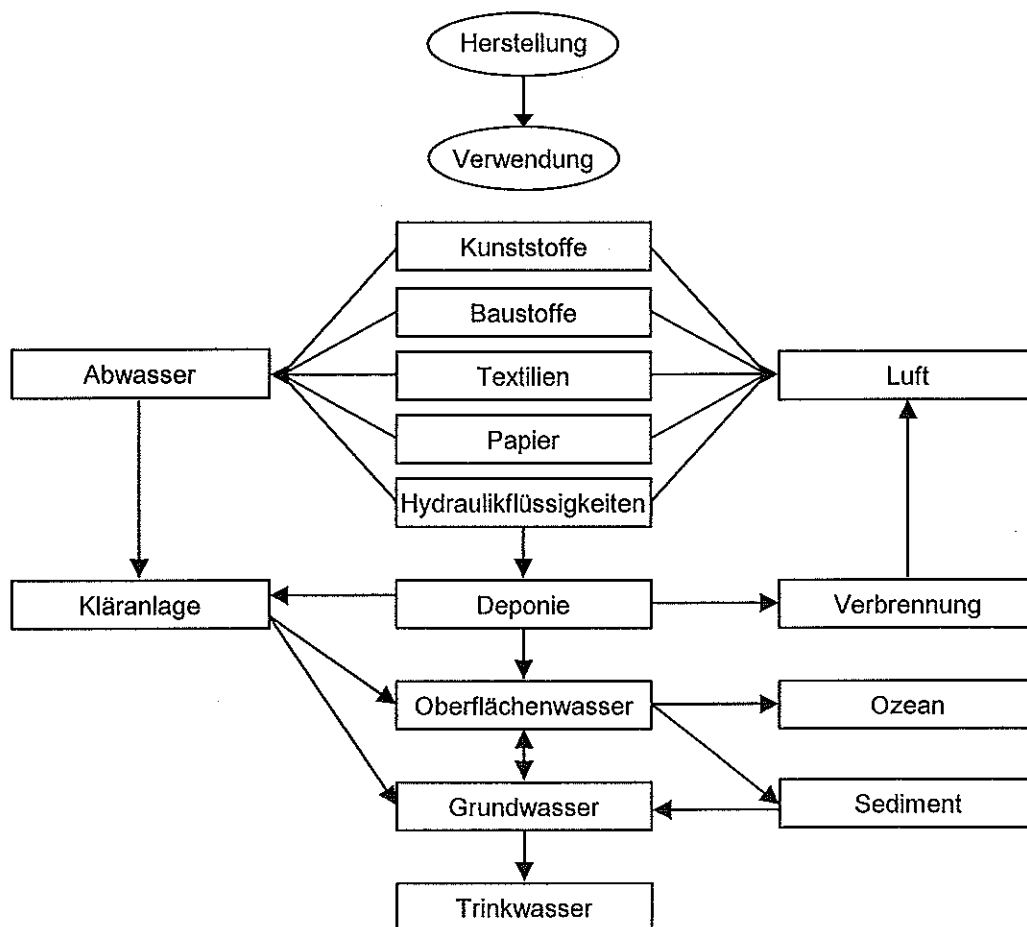 Herstellung
Verwendung
Kunststoffe
Baustoffe
Abwasser
Textilien
Luft
Papier
Hydraulikflüssigkeiten
Kläranlage
Deponie
Verbrennung
Oberflächenwasser
Ozean
Grundwasser
Sediment
Trinkwasser